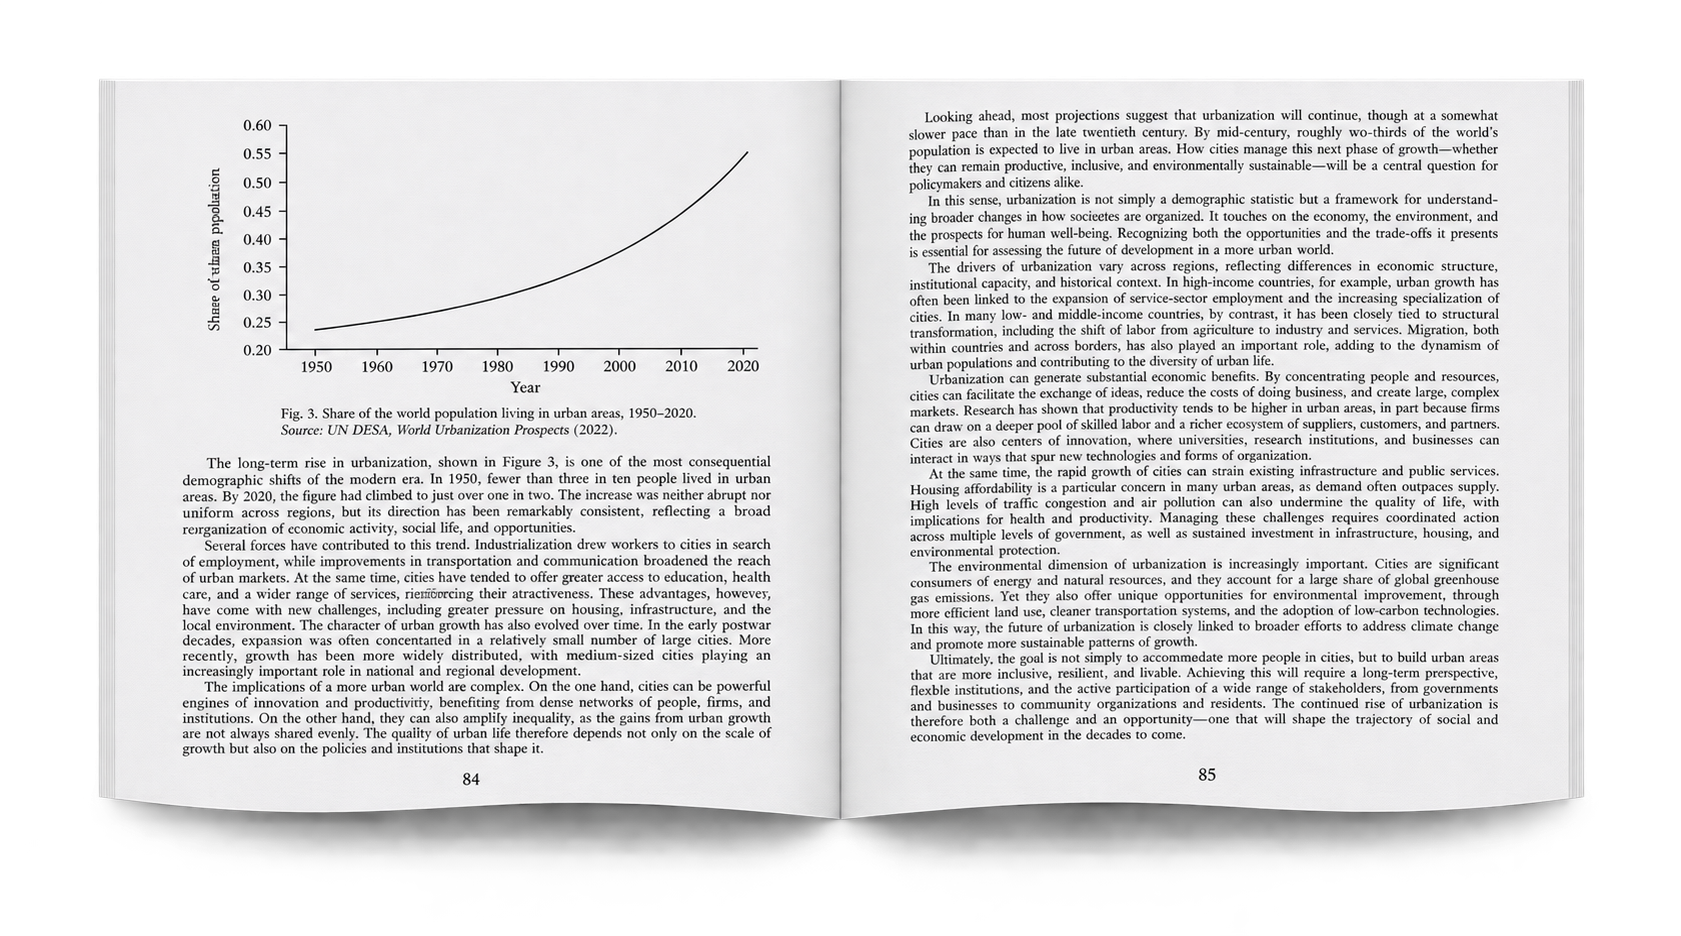 0.60
0.55
0.50
0.45
0.40
0.35
0.30
0.25
0.20
Share of
1950 1960 1970 1980 1990 2000 2010 2020
Year
Fig. 3. Share of the world population living in urban areas, 1950–2020.
Source: UN DESA, World Urbanization Prospects (2022).
The long-term rise in urbanization, shown in Figure 3, is one of the most consequential
demographic shifts of the modern era. In 1950, fewer than three in ten people lived in urban
areas. By 2020, the figure had climbed to just over one in two. The increase was neither abrupt nor
uniform across regions, but its direction has been remarkably consistent, reflecting a broad
rerganization of economic activity, social life, and opportunities.
Several forces have contributed to this trend. Industrialization drew workers to cities in search
of employment, while improvements in transportation and communication broadened the reach
of urban markets. At the same time, cities have tended to offer greater access to education, health
care, and a wider range of services, their atractiveness. These advantages, however,
have come with new challenges, including greater pressure on housing, infrastructure, and the
local environment. The character of urban growth has also evolved over time. In the early postwar
decades, expansion was often concentaned in a relatively small number of large cities. More
recently, growth has been more widely distributed, with medium-sized cities playing an
increasingly important role in national and regional development.
The implications of a more urban world are complex. On the one hand, cities can be powerful
engines of innovation and productivitiy, benefiting from dense networks of people, firms, and
institutions. On the other hand, they can also amplify inequality, as the gains from urban growth
are not always shared evenly. The quality of urban life therefore depends not only on the scale of
growth but also on the policies and institutions that shape it.
84
Looking ahead, most projections suggest that urbanization will continue, though at a somewhat
slower pace than in the late twentieth century. By mid-century, roughly wo-thirds of the world's
population is expected to live in urban areas. How cities manage this next phase of growth—whether
they can remain productive, inclusive, and environmentally sustainable—will be a central question for
policymakers and citizens alike.
In this sense, urbanization is not simply a demographic statistic but a framework for understand-
ing broader changes in how socieetes are organized. It touches on the economy, the environment, and
the prospects for human well-being. Recognizing both the opportunities and the trade-offs it presents
is essential for assessing the future of development in a more urban world.
The drivers of urbanization vary across regions, reflecting differences in economic structure,
institutional capacity, and historical context. In high-income countries, for example, urban growth has
often been linked to the expansion of service-sector employment and the increasing specialization of
cities. In many low- and middle-income countries, by contrast, it has been closely tied to structural
transformation, including the shift of labor from agriculture to industry and services. Migration, both
within countries and across borders, has also played an important role, adding to the dynamism of
urban populations and contributing to the diversity of urban life.
Urbanization can generate substantial economic benefits. By concentrating people and resources,
cities can facilitate the exchange of ideas, reduce the costs of doing business, and create large, complex
markets. Research has shown that productivity tends to be higher in urban areas, in part because firms
can draw on a deeper pool of skilled labor and a richer ecosystem of suppliers, customers, and partners.
Cities are also centers of innovation, where universities, research institutions, and businesses can
interact in ways that spur new technologies and forms of organization.
At the same time, the rapid growth of cities can strain existing infrastructure and public services.
Housing affordability is a particular concern in many urban areas, as demand often outpaces supply.
High levels of traffic congestion and air pollution can also undermine the quality of life, with
implications for health and productivity. Managing these challenges requires coordinated action
across multiple levels of government, as well as sustained investment in infrastructure, housing, and
environmental protection.
The environmental dimension of urbanization is increasingly important. Cities are significant
consumers of energy and natural resources, and they account for a large share of global greenhouse
gas emissions. Yet they also offer unique opportunities for environmental improvement, through
more efficient land use, cleaner transportation systems, and the adoption of low-carbon technologies.
In this way, the future of urbanization is closely linked to broader efforts to address climate change
and promote more sustainable patterns of growth.
Ultimately, the goal is not simply to accommedate more people in cities, but to build urban areas
that are more inclusive, resilient, and livable. Achieving this will require a long-term prerspective,
flexble institutions, and the active participation of a wide range of stakeholders, from governments
and businesses to community organizations and residents. The continued rise of urbanization is
therefore both a challenge and an opportunity—one that will shape the trajectory of social and
economic development in the decades to come.
85